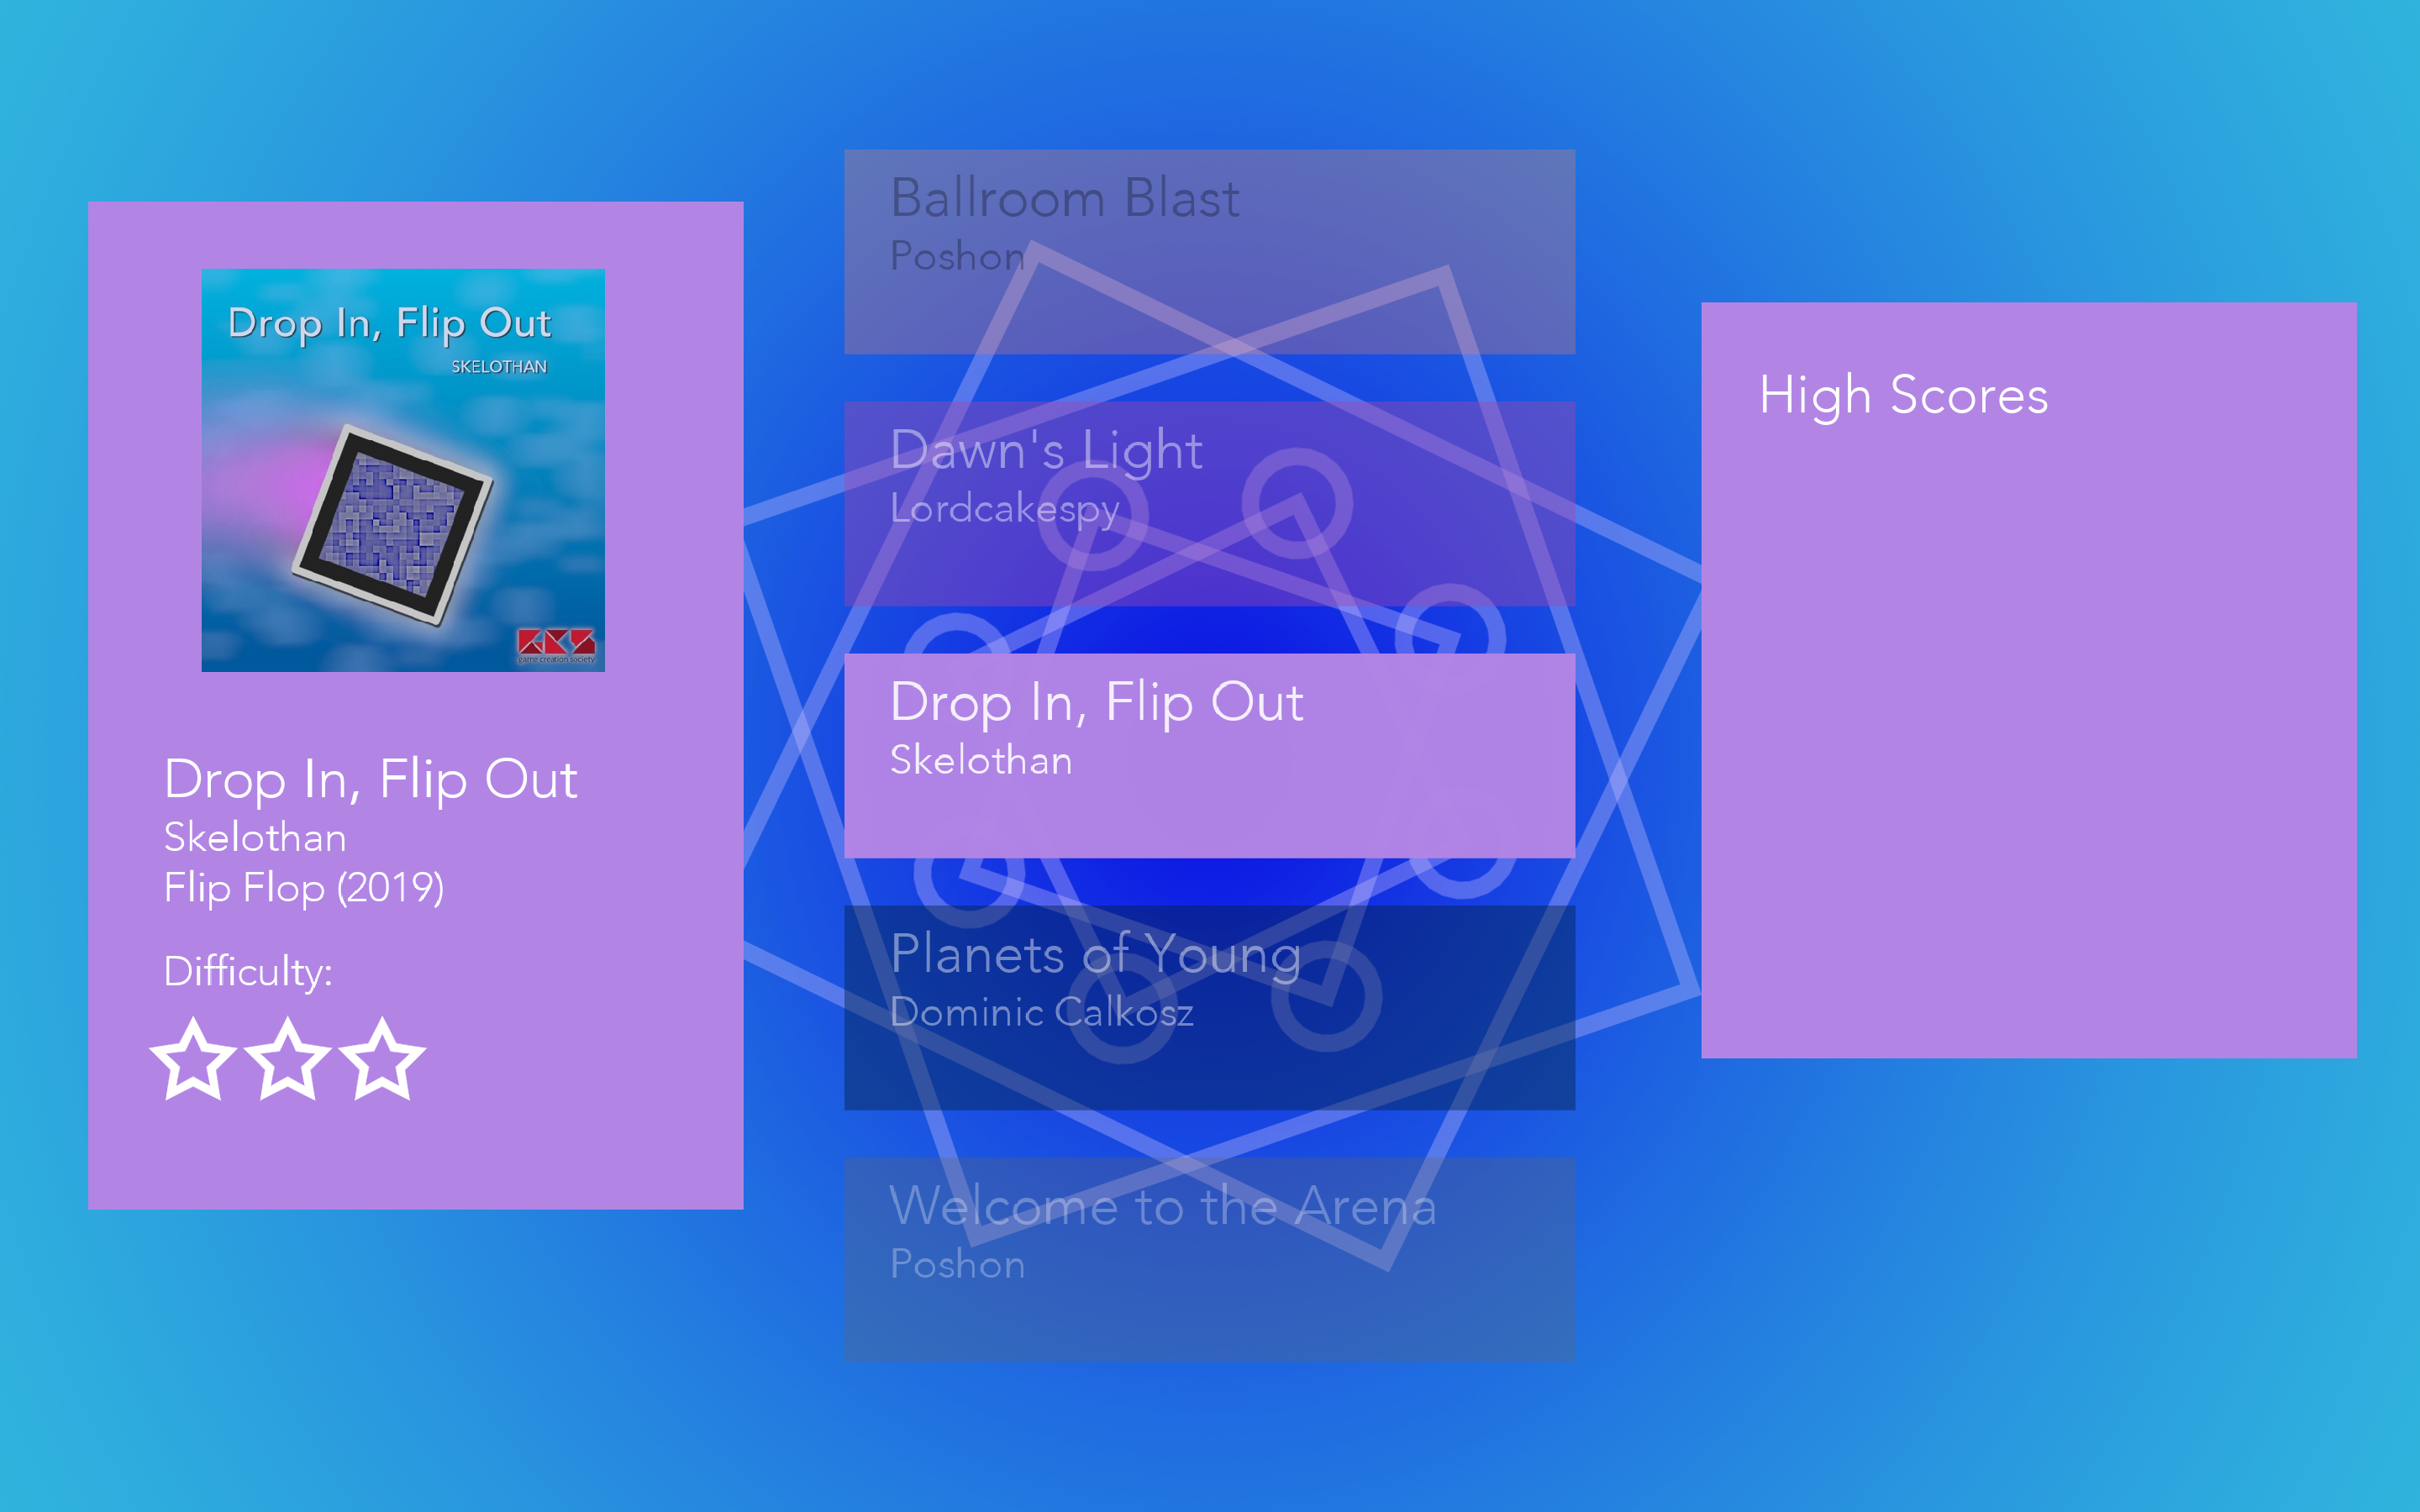 Drop In, Flip Out
SKELOTHAN
game creation society
Drop In, Flip Out
Skelothan
Flip Flop (2019)
Difficulty:
Ballroom Blast
Poshon
Dawn's Light
Lordcakespy
Drop In, Flip Out
Skelothan
Planets of Young
Dominic Calkosz
Welcome to the Arena
Poshon
High Scores